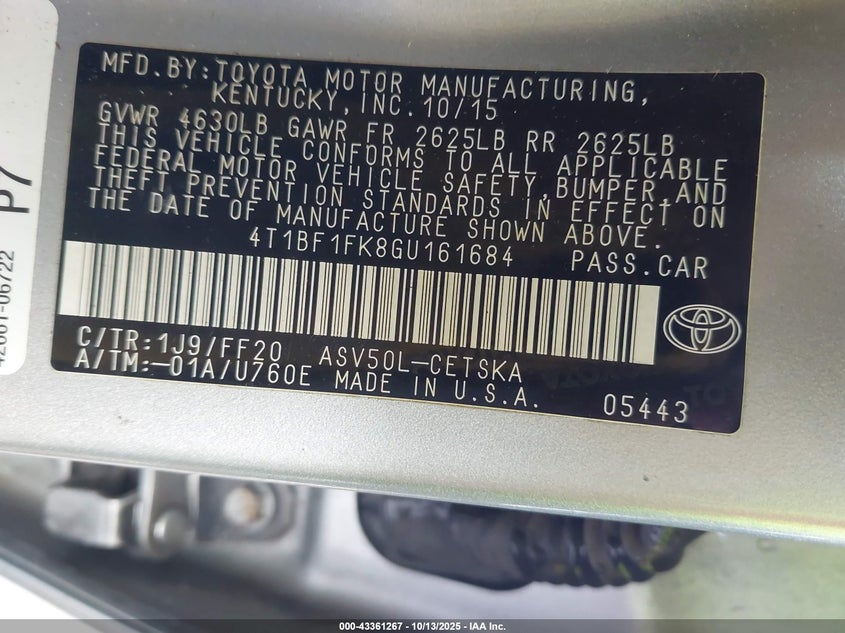 MFD.BY:TOYOTA MOTOR MANUFACTURING,
KENTUCKY,INC.10/15
GVWR 4630LB GAWR FR 2625LB RR 2625LB
THIS VEHICLE CONFORMS TO ALL APPLICABLE
FEDERAL MOTOR VEHICLE SAFETY,BUMPER,AND
THEFT PREVENTION STANDARDS IN EFFECT ON
THE DATE OF MANUFACTURE SHOWN ABOVE.
4T1BF1FK8GU161684 PASS.CAR
C/TR:1J9/FF20 ASV50L-CETSKA
A/TM:-01A/U760E MADE IN U.S.A. 05443
P7
000-43361267 - 10/13/2025 - IAA Inc.